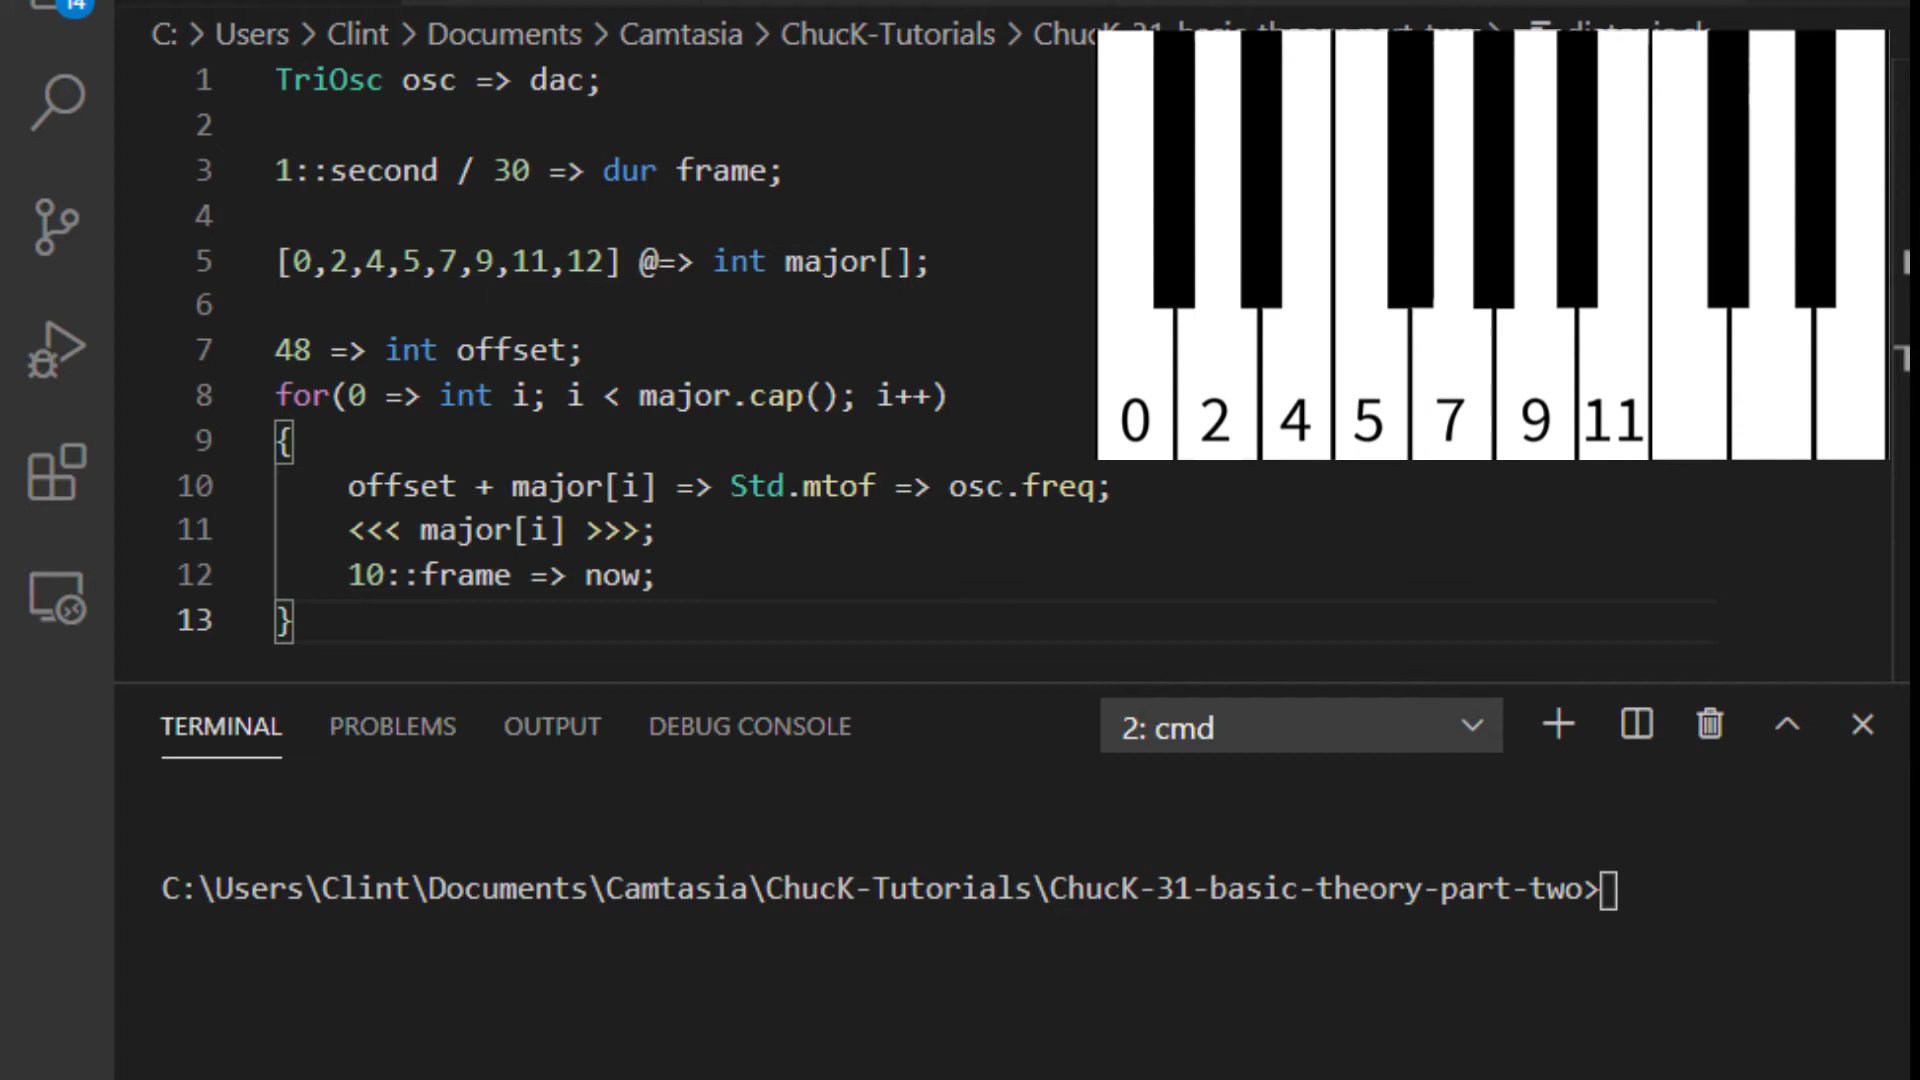 14
C: > Users > Clint > Documents > Camtasia > ChucK-Tutorials >
1 TriOsc osc => dac;
2
3 1::second / 30 => dur frame;
4
5 [0,2,4,5,7,9,11,12] @=> int major[];
6
7 48 => int offset;
8 for(0 => int i; i < major.cap(); i++)
9 {
10 offset + major[i] => Std.mtof => osc.freq;
11 <<< major[i] >>>;
12 10::frame => now;
13 }
0 2 4 5 7 9 11
TERMINAL PROBLEMS OUTPUT DEBUG CONSOLE 2: cmd
C:\Users\Clint\Documents\Camtasia\ChucK-Tutorials\ChucK-31-basic-theory-part-two>